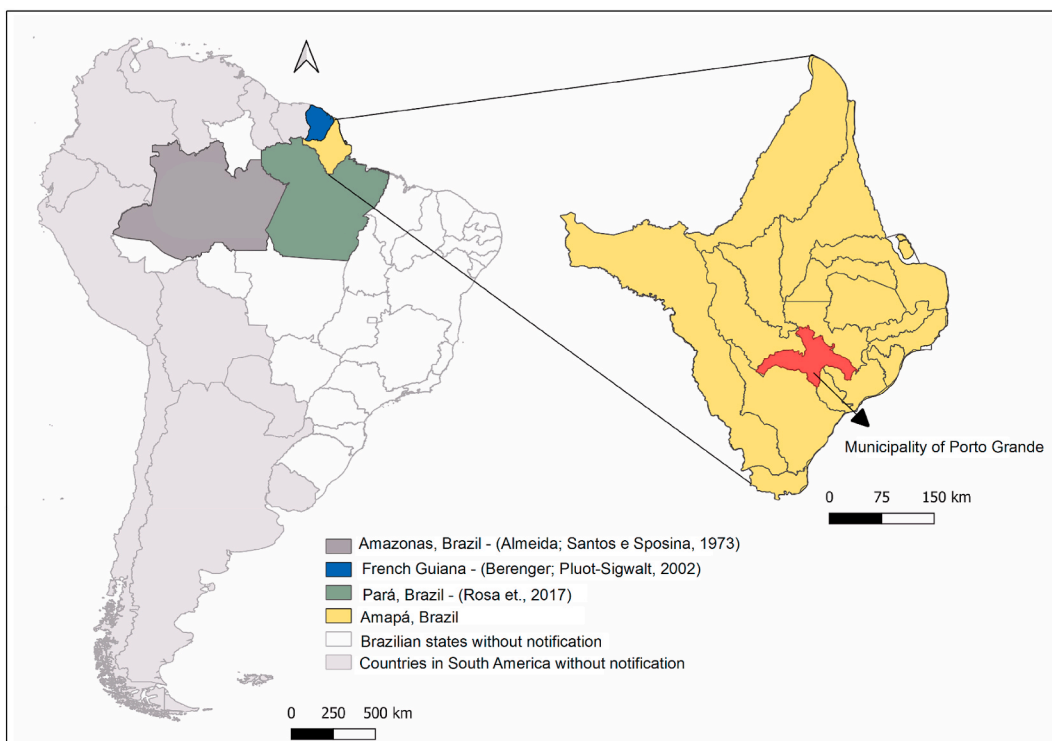 Municipality of Porto Grande
0 75 150 km
Amazonas, Brazil - (Almeida; Santos e Sposina, 1973)
French Guiana - (Berenger; Pluot-Sigwalt, 2002)
Pará, Brazil - (Rosa et., 2017)
Amapá, Brazil
Brazilian states without notification
Countries in South America without notification
0 250 500 km